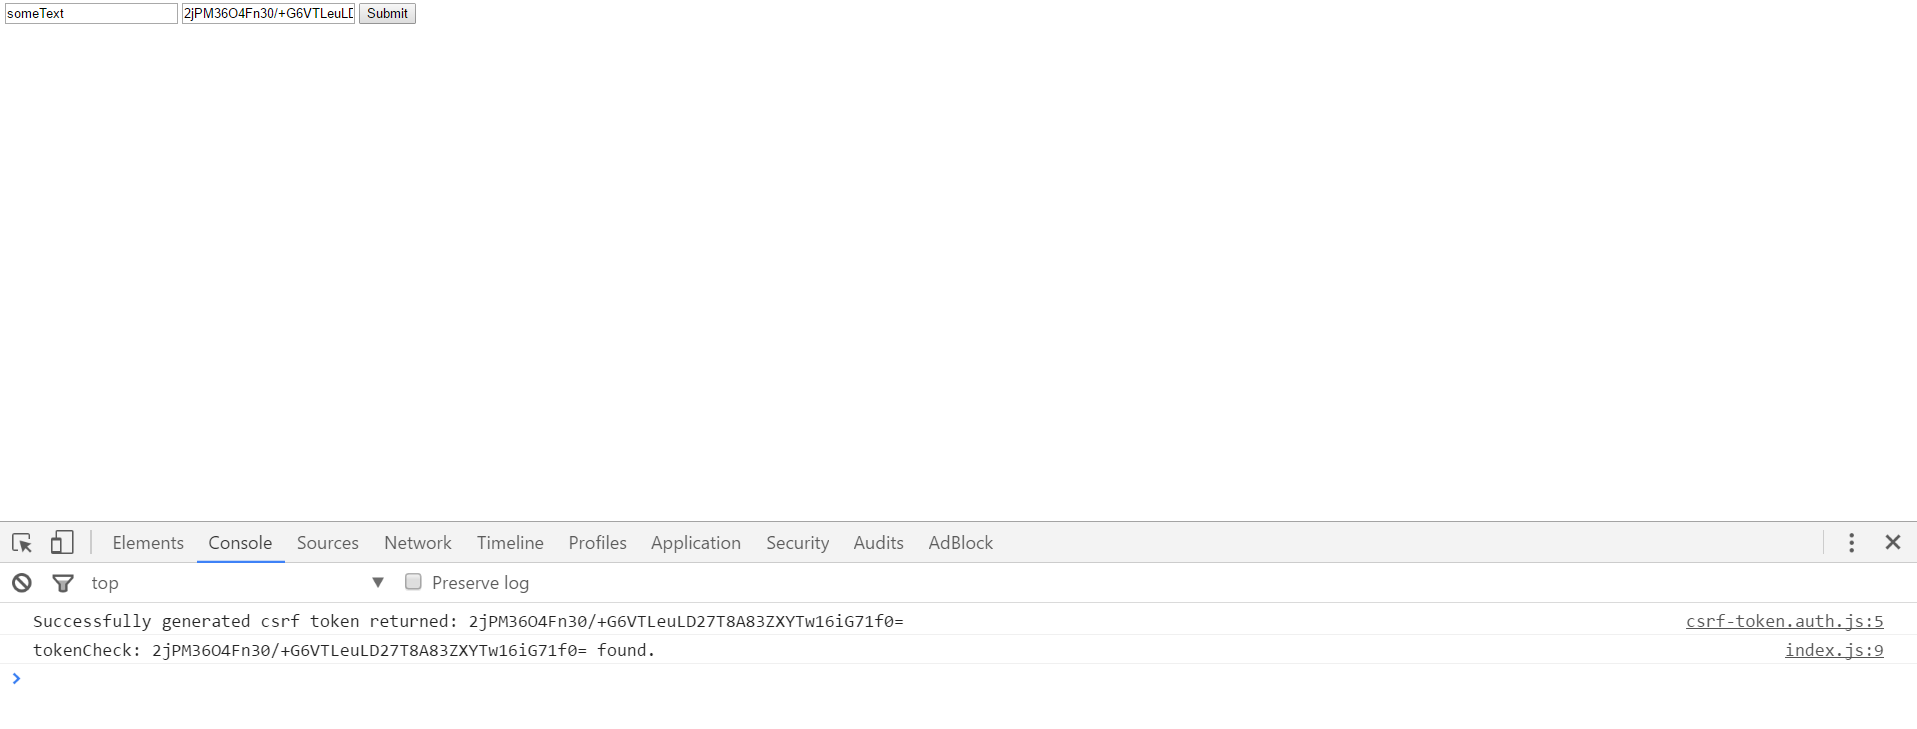 someText 2jPM36O4Fn30/+G6VTLeuLD Submit
Elements Console Sources Network Timeline Profiles Application Security Audits AdBlock
top Preserve log
Successfully generated csrf token returned: 2jPM36O4Fn30/+G6VTLeuLD27T8A83ZXYTw16iG71f0= csrf-token.auth.js:5
tokenCheck: 2jPM36O4Fn30/+G6VTLeuLD27T8A83ZXYTw16iG71f0= found. index.js:9